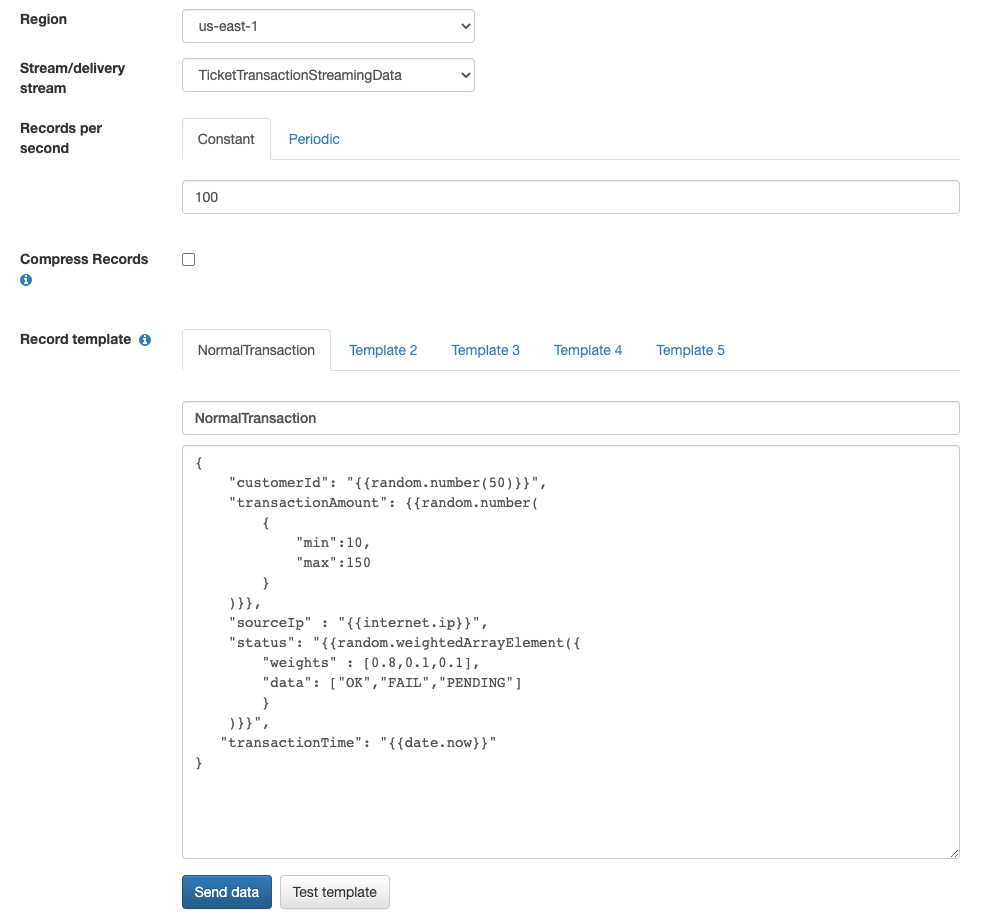 Region
us-east-1
Stream/delivery
stream
TicketTransactionStreamingData
Records per
second
Constant
Periodic
100
Compress Records
Record template
NormalTransaction
Template 2
Template 3
Template 4
Template 5
NormalTransaction
{
    "customerId": "{{random.number(50)}}",
    "transactionAmount": {{random.number(
        {
            "min":10,
            "max":150
        }
    )}},
    "sourceIp" : "{{internet.ip}}",
    "status": "{{random.weightedArrayElement({
        "weights" : [0.8,0.1,0.1],
        "data": ["OK","FAIL","PENDING"]
        }
    )}}",
   "transactionTime": "{{date.now}}"
}
Send data
Test template